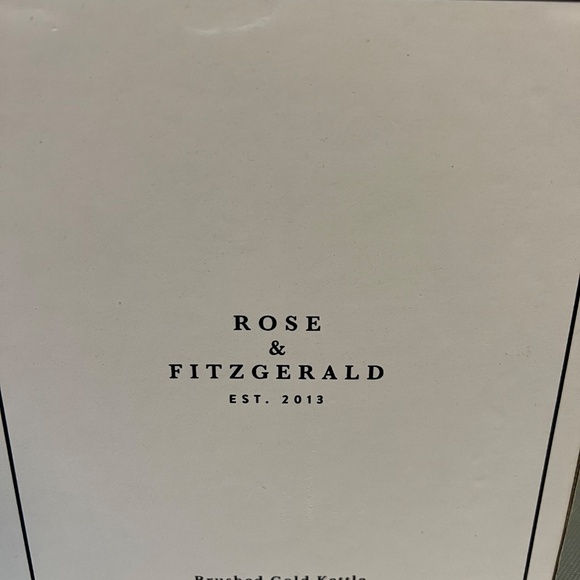 ROSE
&
FITZGERALD
EST. 2013
Brushed Gold Kettle